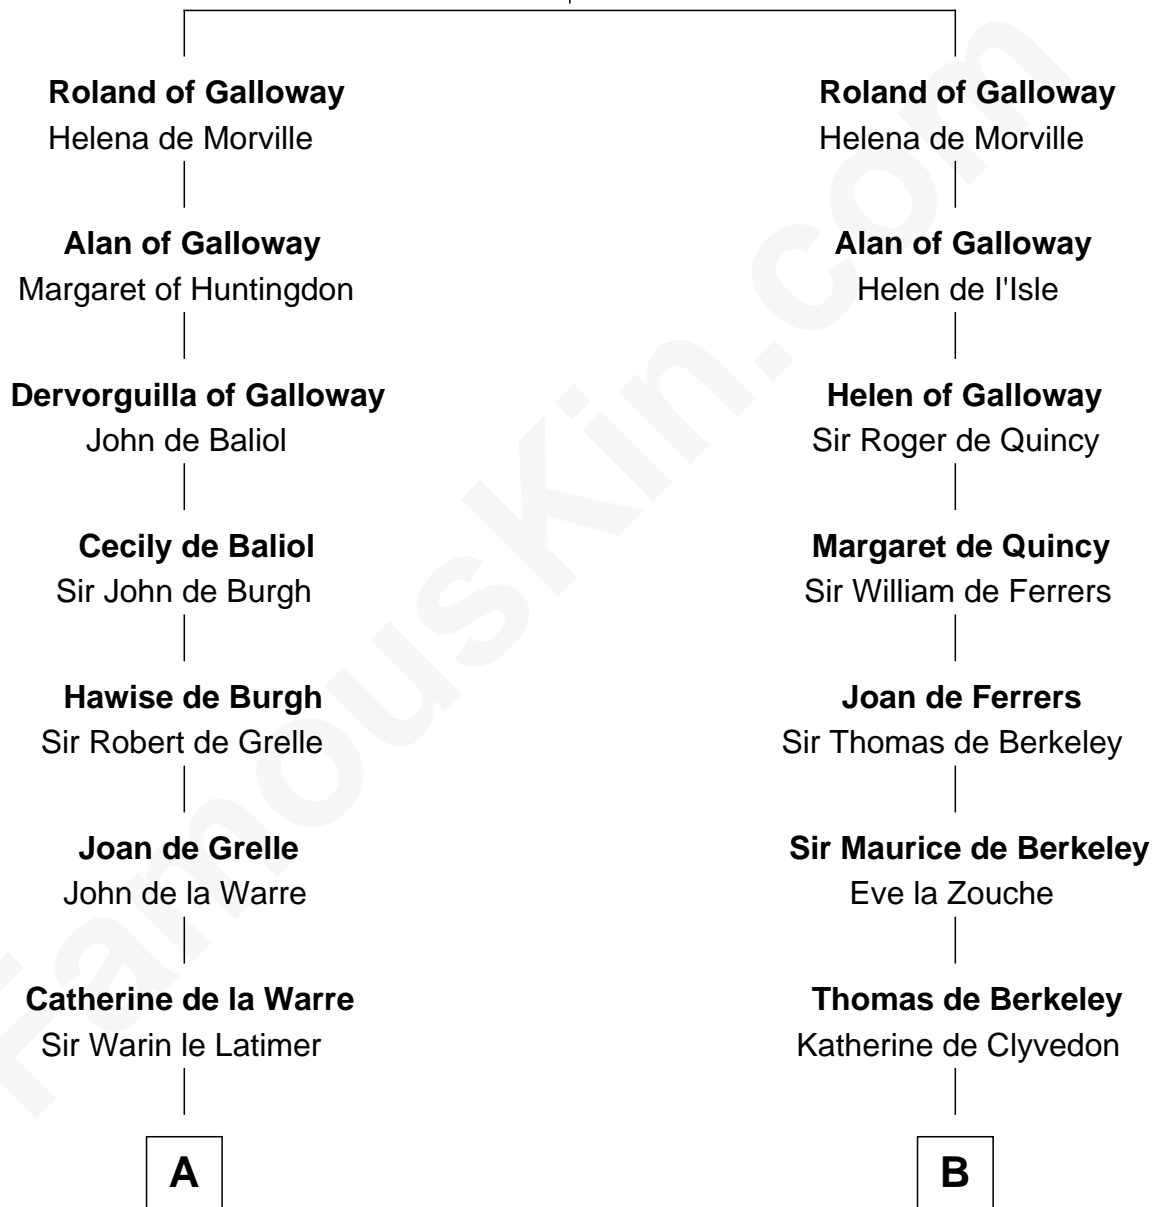 Roland of Galloway
Helena de Morville
Alan of Galloway
Margaret of Huntingdon
Dervorguilla of Galloway
John de Baliol
Cecily de Baliol
Sir John de Burgh
Hawise de Burgh
Sir Robert de Grelle
Joan de Grelle
John de la Warre
Catherine de la Warre
Sir Warin le Latimer
A
Roland of Galloway
Helena de Morville
Alan of Galloway
Helen de I'Isle
Helen of Galloway
Sir Roger de Quincy
Margaret de Quincy
Sir William de Ferrers
Joan de Ferrers
Sir Thomas de Berkeley
Sir Maurice de Berkeley
Eve la Zouche
Thomas de Berkeley
Katherine de Clyvedon
B
FamousKin.com